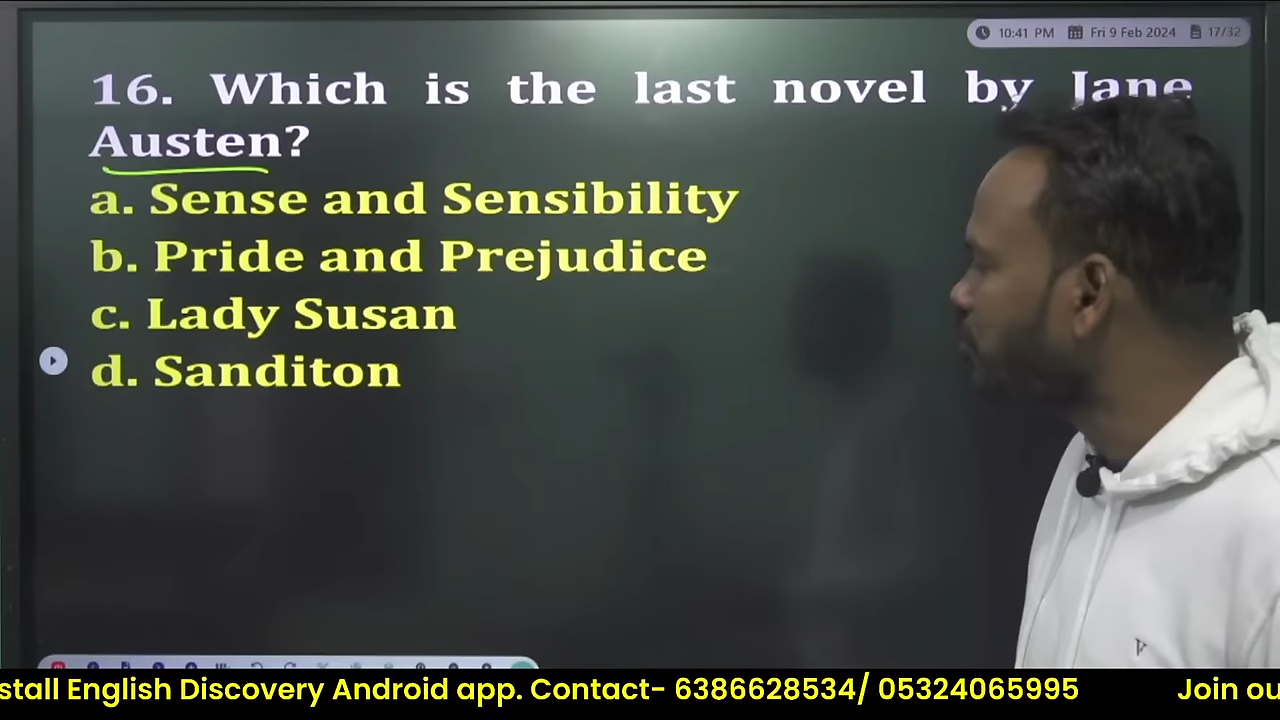 10:41 PM Fri 9 Feb 2024 17/32
16. Which is the last novel by Jane
Austen?
a. Sense and Sensibility
b. Pride and Prejudice
c. Lady Susan
d. Sanditon
stall English Discovery Android app. Contact- 6386628534/ 05324065995 Join ou